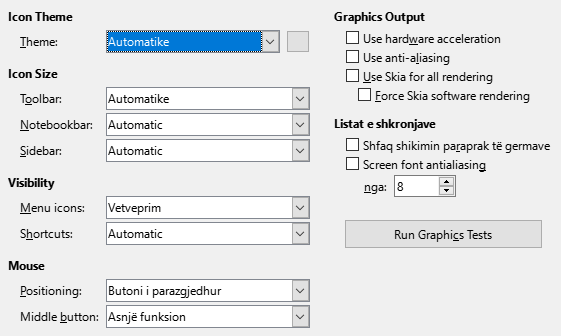 Icon Theme
Theme: Automatike
Icon Size
Toolbar: Automatike
Notebookbar: Automatic
Sidebar: Automatic
Visibility
Menu icons: Vetveprim
Shortcuts: Automatic
Mouse
Positioning: Butoni i parazgjedhur
Middle button: Asnjë funksion
Graphics Output
Use hardware acceleration
Use anti-aliasing
Use Skia for all rendering
Force Skia software rendering
Listat e shkronjave
Shfaq shikimin paraprak të germave
Screen font antialiasing
nga: 8
Run Graphics Tests